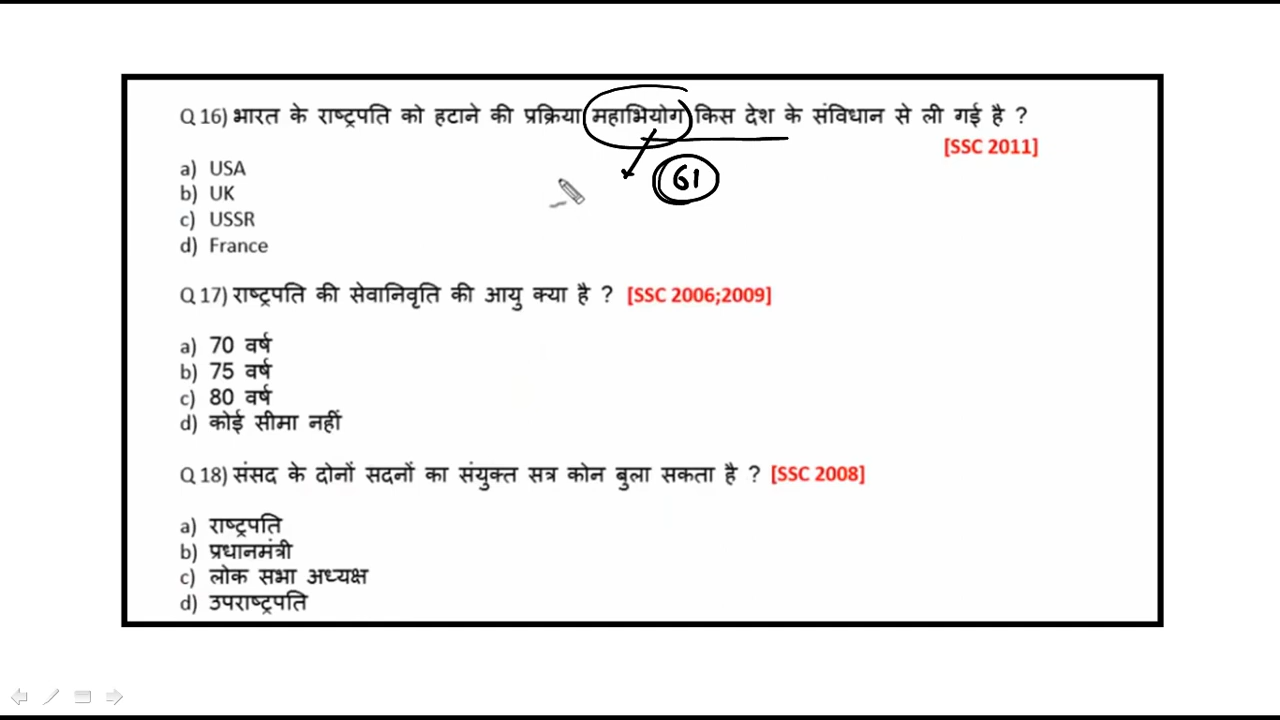 Q 16) भारत के राष्ट्रपति को हटाने की प्रक्रिया महाभियोग किस देश के संविधान से ली गई है ?
[SSC 2011]
a) USA
61
b) UK
c) USSR
d) France
Q 17) राष्ट्रपति की सेवानिवृति की आयु क्या है ? [SSC 2006;2009]
a) 70 वर्ष
b) 75 वर्ष
c) 80 वर्ष
d) कोई सीमा नहीं
Q 18) संसद के दोनों सदनों का संयुक्त सत्र कोन बुला सकता है ? [SSC 2008]
a) राष्ट्रपति
b) प्रधानमंत्री
c) लोक सभा अध्यक्ष
d) उपराष्ट्रपति